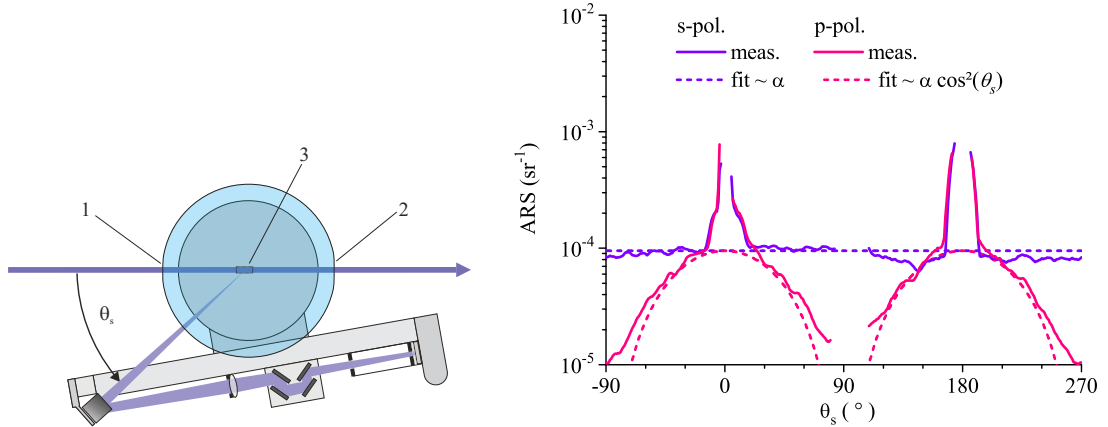 3
1
2
θs
10-2
s-pol. p-pol.
meas. meas.
fit ~ α fit ~ α cos²(θs)
10-3
ARS (sr-1)
10-4
10-5
-90 0 90 180 270
θs ( ° )